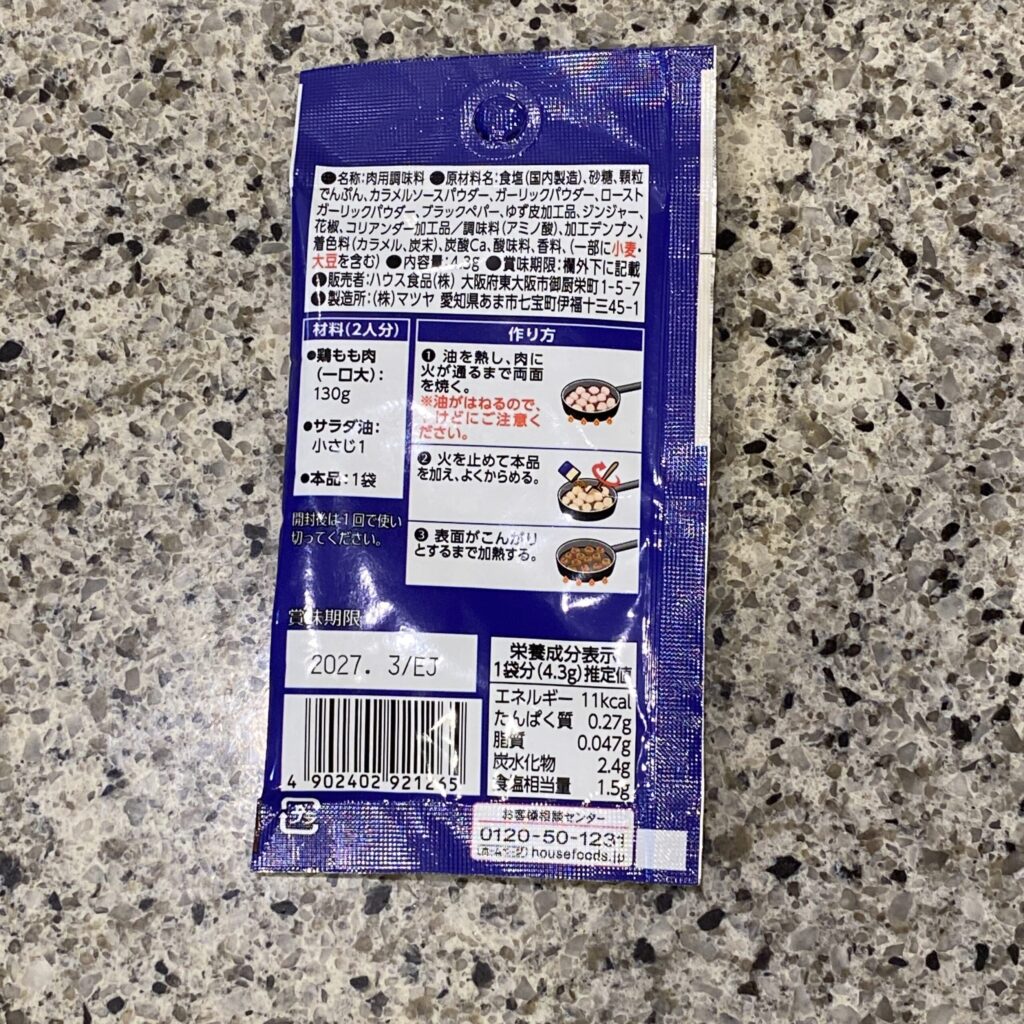 ●名称:肉用調味料 ●原材料名:食塩(国内製造)、砂糖、顆粒
でんぷん、カラメルソースパウダー、ガーリックパウダー、ロースト
ガーリックパウダー、ブラックペパー、ゆず皮加工品、ジンジャー、
花椒、コリアンダー加工品/調味料(アミノ酸)、加工デンプン、
着色料(カラメル、炭末)、炭酸Ca、酸味料、香料、(一部に小麦・
大豆を含む) ●内容量:4.3g ●賞味期限:欄外下に記載
販売者:ハウス食品(株) 大阪府東大阪市御厨栄町1-5-7
製造所:(株)マツヤ 愛知県あま市七宝町伊福十三45-1
材料(2人分)
●鶏もも肉
(一口大):
130g
●サラダ油:
小さじ1
●本品:1袋
開封後は1回で使い
切ってください。
作り方
❶ 油を熱し、肉に
火が通るまで両面
を焼く。
※油がはねるので、
けどにご注意く
ださい。
❷ 火を止めて本品
を加え、よくからめる。
❸ 表面がこんがり
とするまで加熱する。
賞味期限
2027. 3/EJ
4 902402 921265
プラ
栄養成分表示
1袋分(4.3g)推定値
エネルギー 11kcal
たんぱく質 0.27g
脂質 0.047g
炭水化物 2.4g
食塩相当量 1.5g
お客様相談センター
0120-50-1231
housefoods.jp